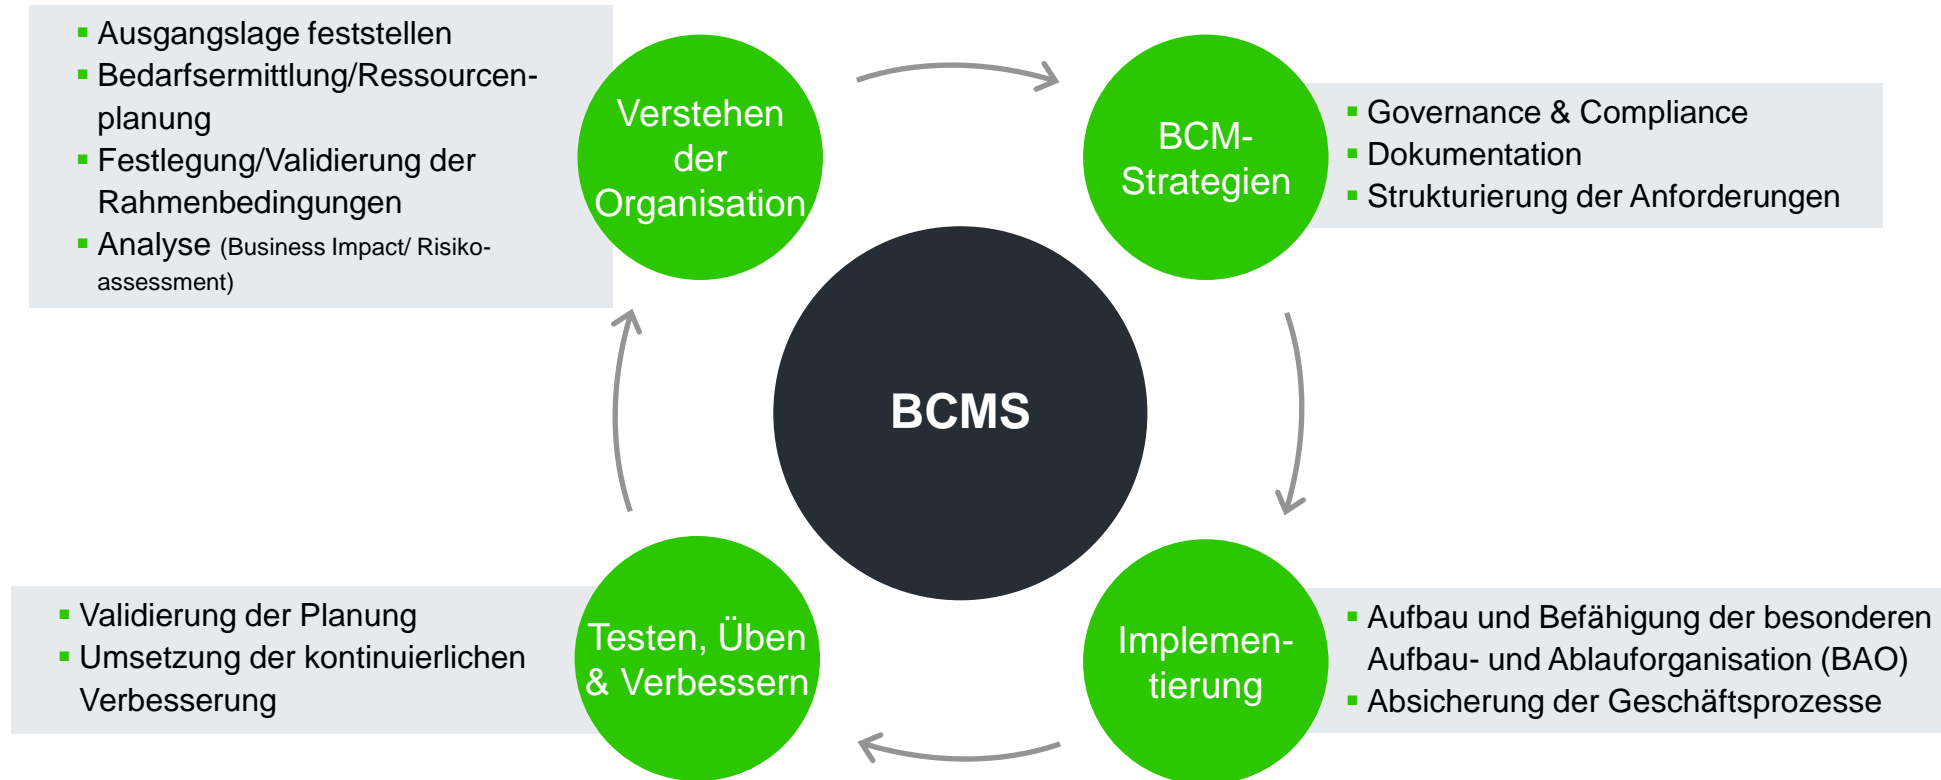 ▪ Ausgangslage feststellen
▪ Bedarfsermittlung/Ressourcen-
planung
▪ Festlegung/Validierung der
Rahmenbedingungen
▪ Analyse (Business Impact/ Risiko-
assessment)
Verstehen
der
Organisation
BCM-
Strategien
▪ Governance & Compliance
▪ Dokumentation
▪ Strukturierung der Anforderungen
BCMS
▪ Validierung der Planung
▪ Umsetzung der kontinuierlichen
Verbesserung
Testen, Üben
& Verbessern
Implemen-
tierung
▪ Aufbau und Befähigung der besonderen
Aufbau- und Ablauforganisation (BAO)
▪ Absicherung der Geschäftsprozesse